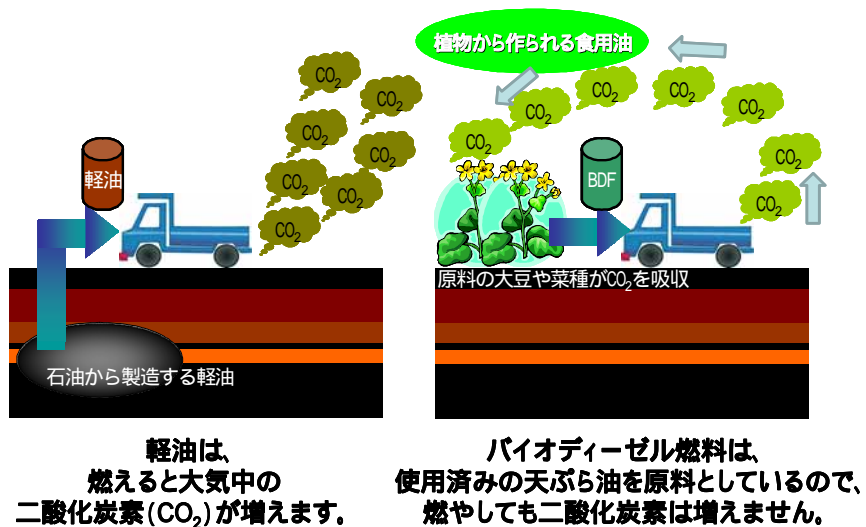 植物から作られる食用油
CO2
CO2
CO2
CO2
CO2
CO2
CO2
軽油
CO2
CO2
CO2
CO2
CO2
CO2
CO2
CO2
BDF
石油から製造する軽油
原料の大豆や菜種がCO2を吸収
軽油は、
燃えると大気中の
二酸化炭素(CO2)が増えます。
バイオディーゼル燃料は、
使用済みの天ぷら油を原料としているので、
燃やしても二酸化炭素は増えません。